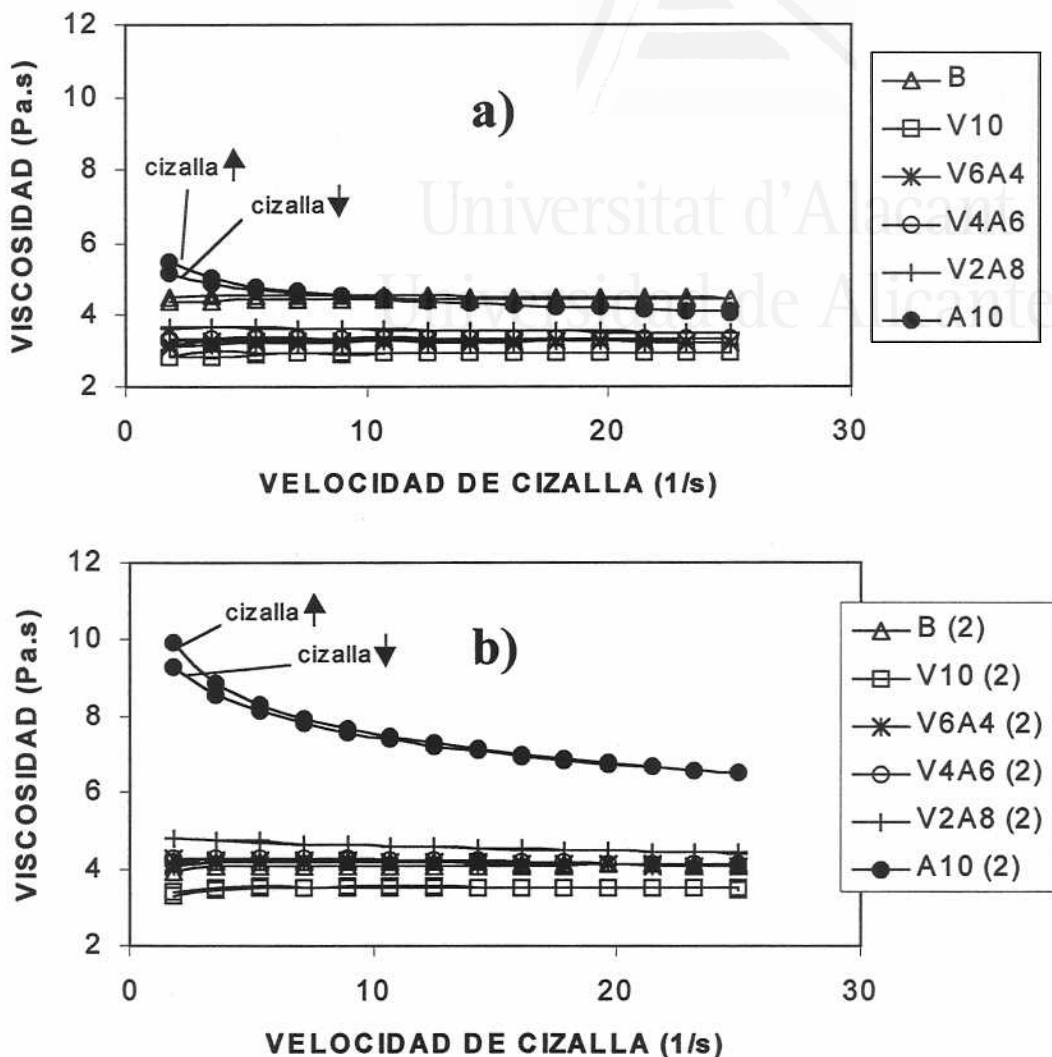 12
10
8
6
4
2
0
10
20
30
VISCOSIDAD (Pa.s)
VELOCIDAD DE CIZALLA (1/s)
a)
cizalla
cizalla
Universitat d'Alacant
Universidad de Alicante
B
V10
V6A4
V4A6
V2A8
A10
12
10
8
6
4
2
0
10
20
30
VISCOSIDAD (Pa.s)
VELOCIDAD DE CIZALLA (1/s)
b)
cizalla
cizalla
B (2)
V10 (2)
V6A4 (2)
V4A6 (2)
V2A8 (2)
A10 (2)